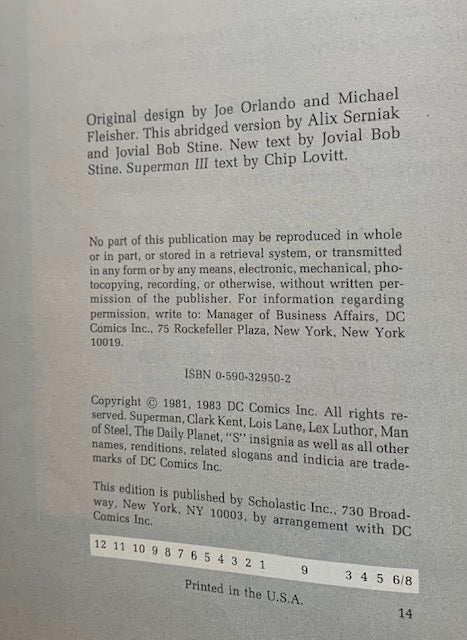 Original design by Joe Orlando and Michael
Fleisher. This abridged version by Alix Serniak
and Jovial Bob Stine. New text by Jovial Bob
Stine. Superman III text by Chip Lovitt.
No part of this publication may be reproduced in whole
or in part, or stored in a retrieval system, or transmitted
in any form or by any means, electronic, mechanical, pho-
tocopying, recording, or otherwise, without written per-
mission of the publisher. For information regarding
permission, write to: Manager of Business Affairs, DC
Comics Inc., 75 Rockefeller Plaza, New York, New York
10019.
ISBN 0-590-32950-2
Copyright © 1981, 1983 DC Comics Inc. All rights re-
served. Superman, Clark Kent, Lois Lane, Lex Luthor, Man
of Steel, The Daily Planet, "S" insignia as well as all other
names, renditions, related slogans and indicia are trade-
marks of DC Comics Inc.
This edition is published by Scholastic Inc., 730 Broad-
way, New York, NY 10003, by arrangement with DC
Comics Inc.
12 11 10 9 8 7 6 5 4 3 2 1 9 3 4 5 6/8
Printed in the U.S.A.
14